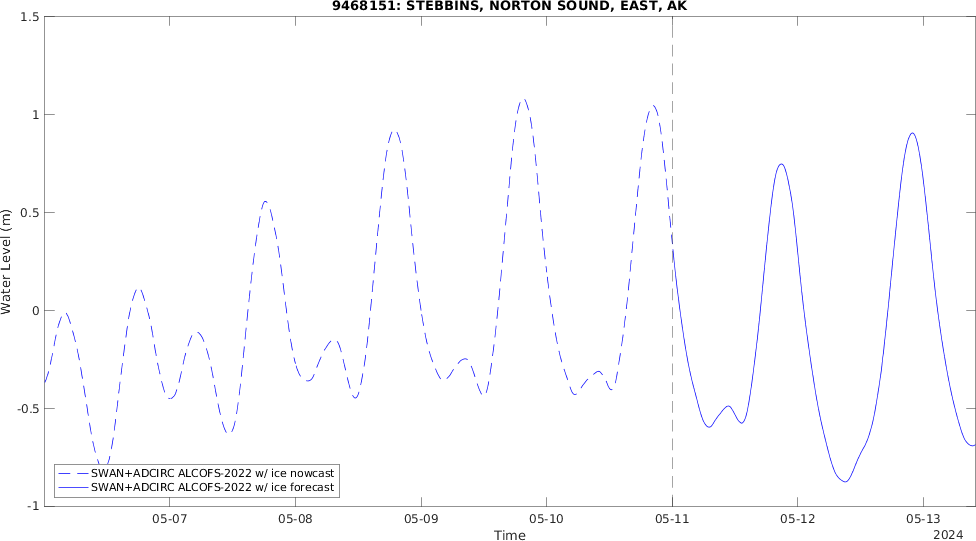 9468151: STEBBINS, NORTON SOUND, EAST, AK
1.5
1
0.5
0
-0.5
-1
Water Level (m)
SWAN+ADCIRC ALCOFS-2022 w/ ice nowcast
SWAN+ADCIRC ALCOFS-2022 w/ ice forecast
05-07 05-08 05-09 05-10 05-11 05-12 05-13
Time
2024